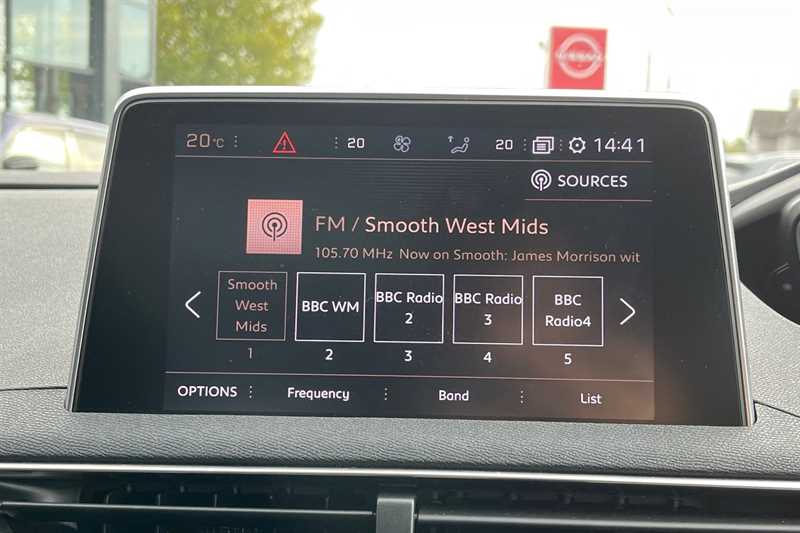 NISSAN
20°C
20
20
14:41
SOURCES
FM / Smooth West Mids
105.70 MHz Now on Smooth: James Morrison wit
Smooth
West
Mids
BBC WM
BBC Radio
2
BBC Radio
3
BBC
Radio4
1
2
3
4
5
OPTIONS
Frequency
Band
List